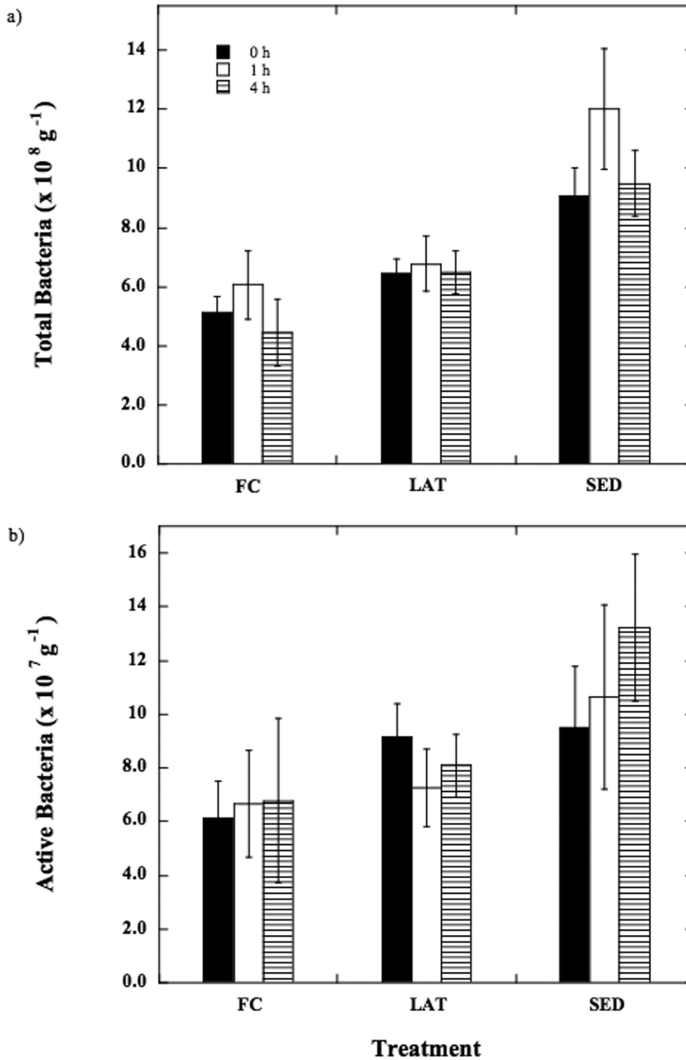 a)
Total Bacteria (x 10 8 g-1)
14
12
10
8.0
6.0
4.0
2.0
0.0
0 h
1 h
4 h
FC LAT SED
b)
Active Bacteria (x 10 7 g-1)
16
14
12
10
8.0
6.0
4.0
2.0
0.0
FC LAT SED
Treatment